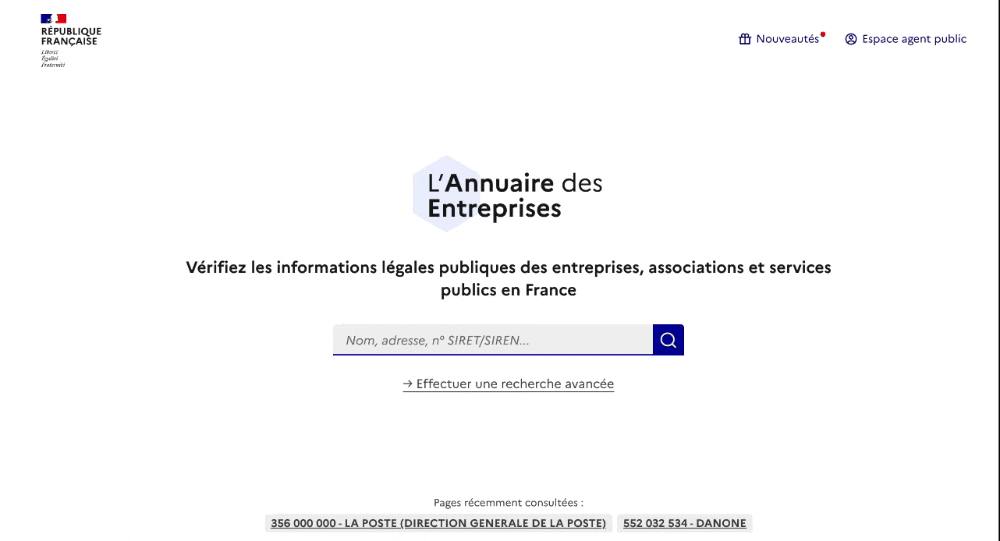 RÉPUBLIQUE
FRANÇAISE
Liberté
Égalité
Fraternité
Nouveautés
Espace agent public
L'Annuaire des
Entreprises
Vérifiez les informations légales publiques des entreprises, associations et services
publics en France
Nom, adresse, n° SIRET/SIREN...
→ Effectuer une recherche avancée
Pages récemment consultées :
356 000 000 - LA POSTE (DIRECTION GENERALE DE LA POSTE)
552 032 534 - DANONE